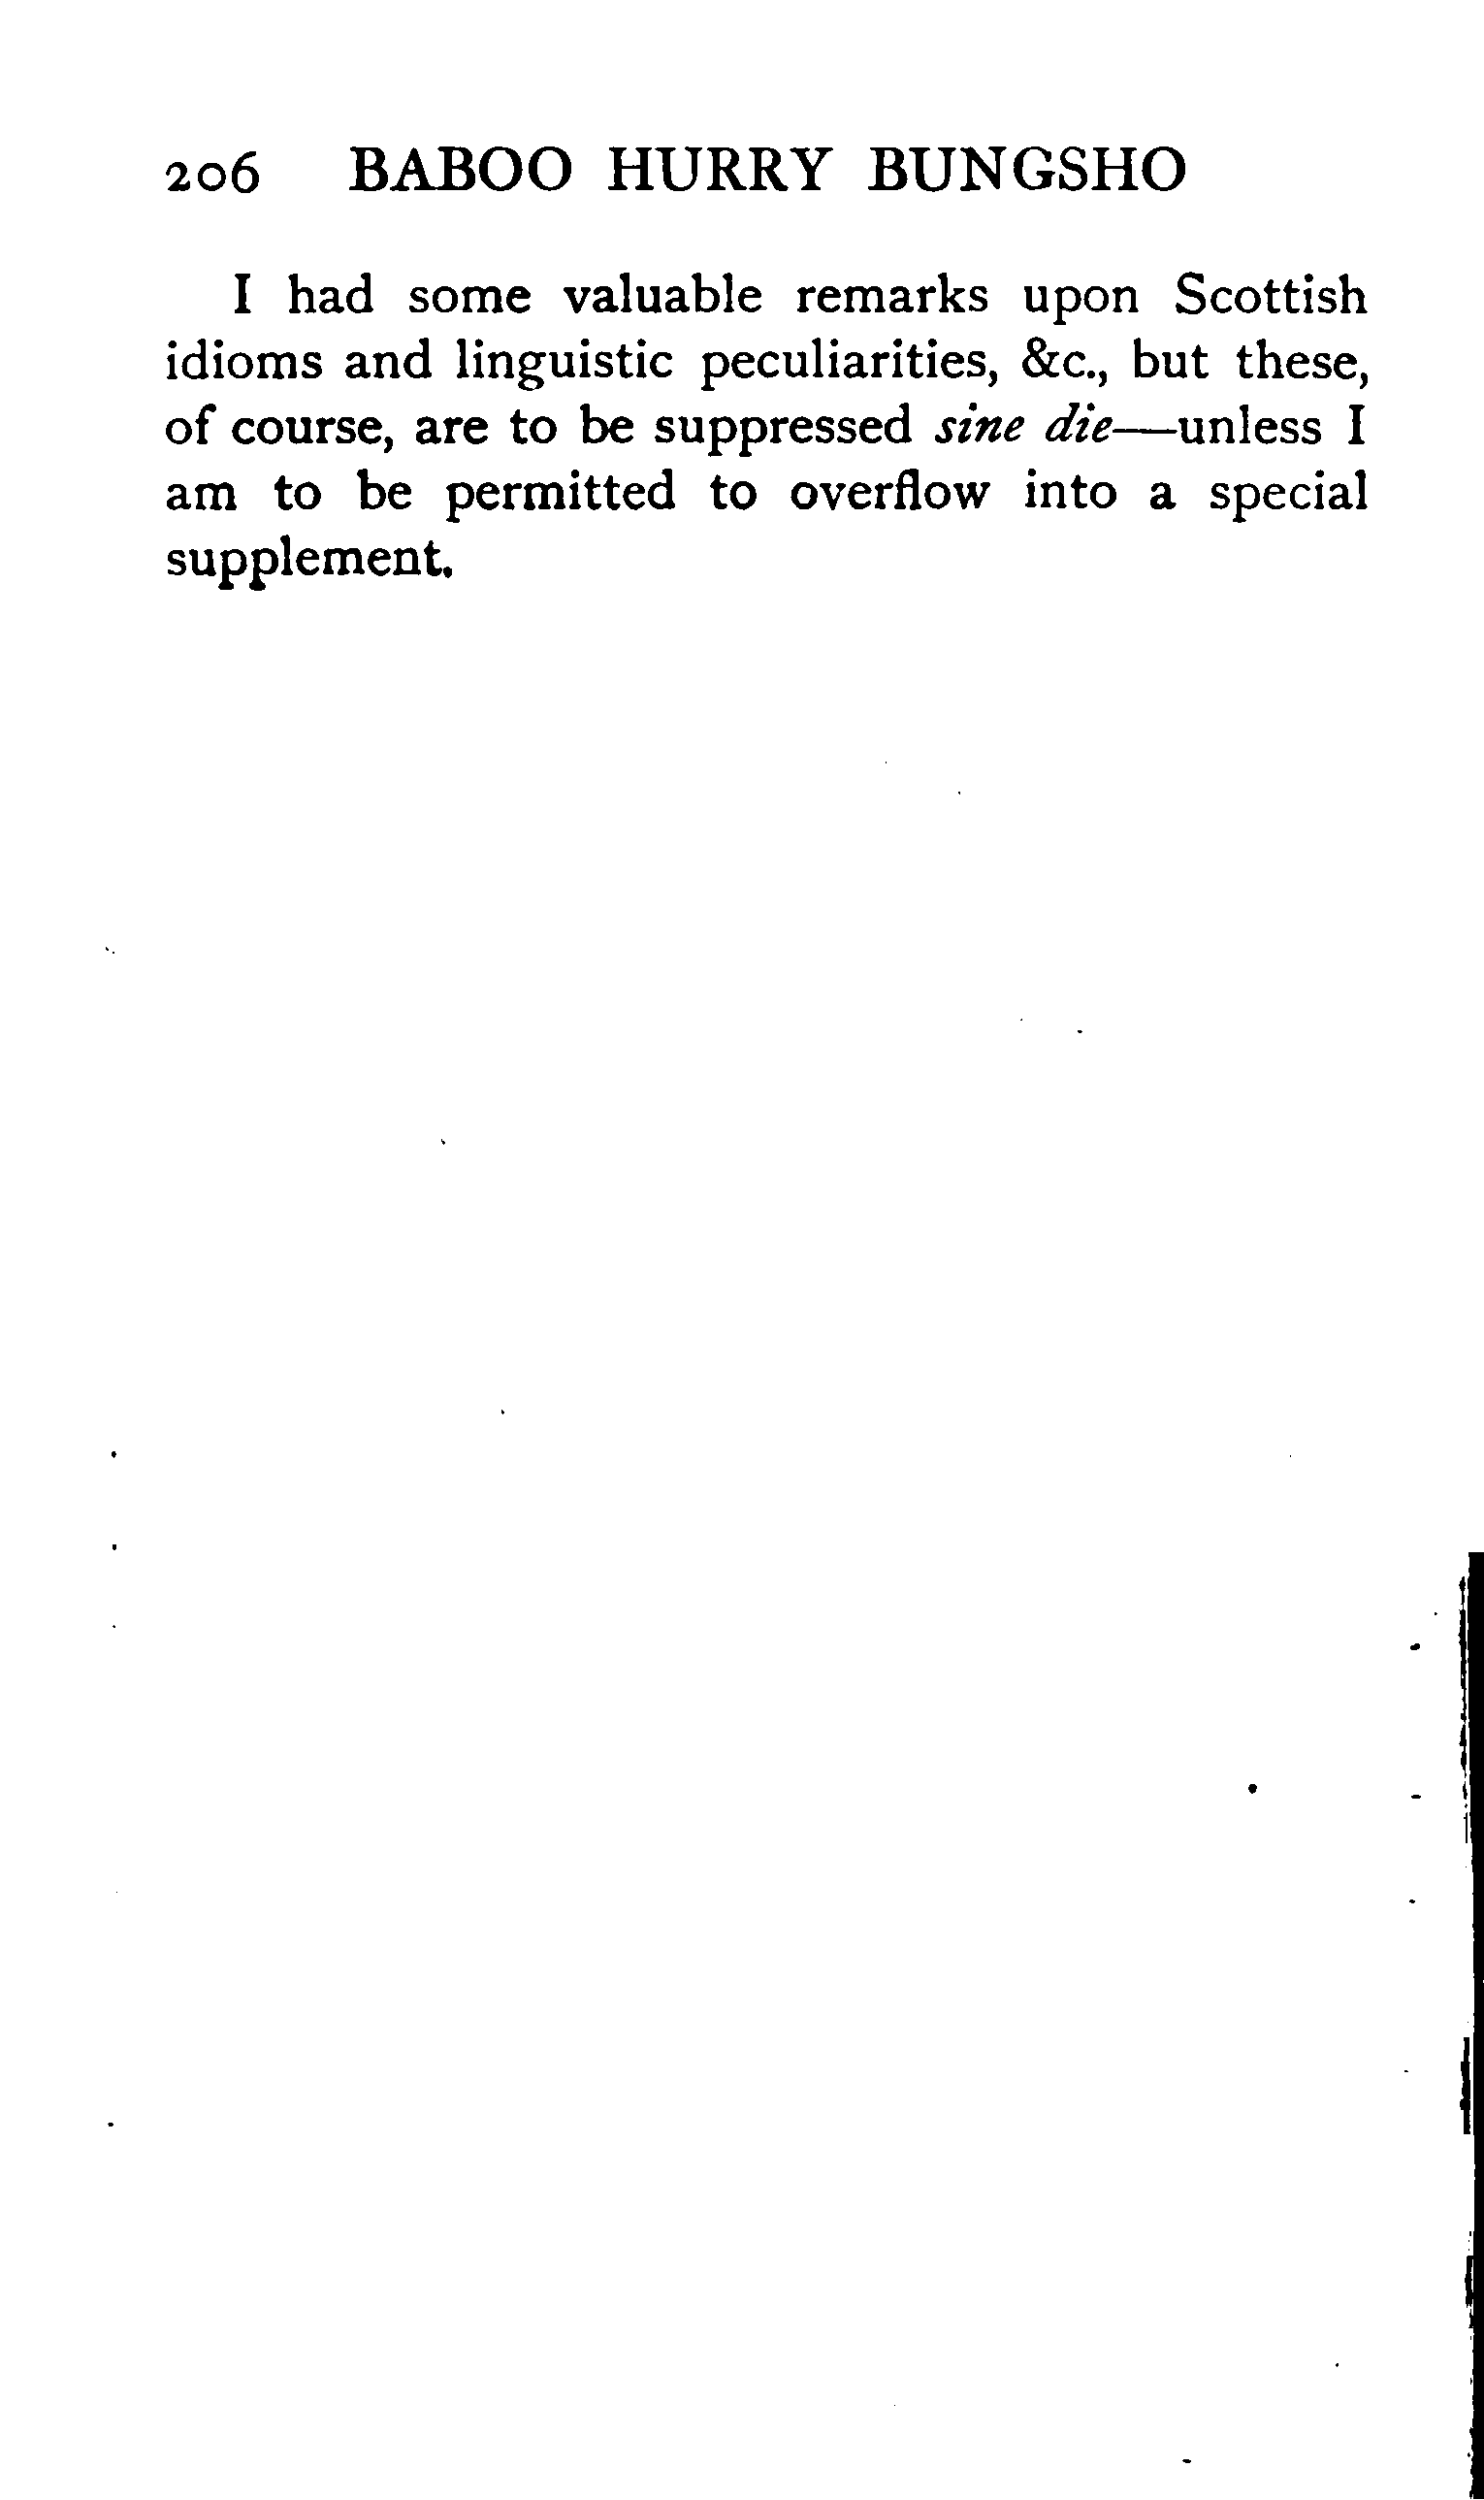 206 BABOO HURRY BUNGSHO
I had some valuable remarks upon Scottish
idioms and linguistic peculiarities, &c., but these,
of course, are to be suppressed sine die—unless I
am to be permitted to overflow into a special
supplement.